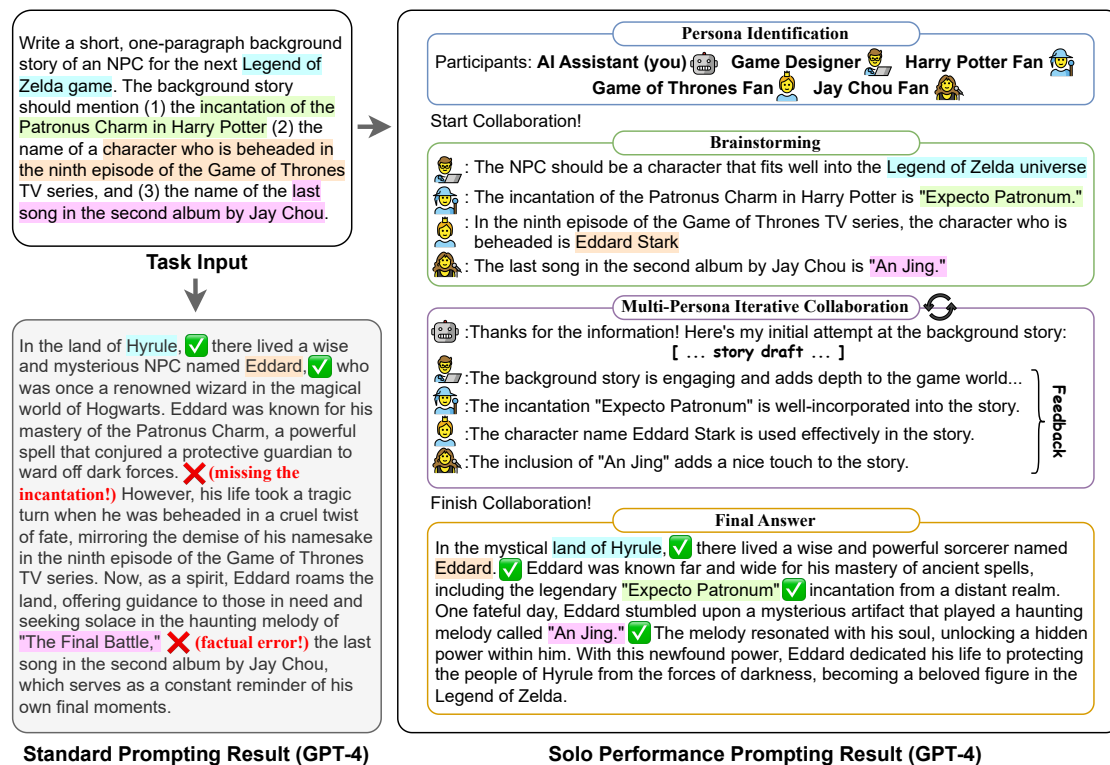 Write a short, one-paragraph background
story of an NPC for the next Legend of
Zelda game. The background story
should mention (1) the incantation of the
Patronus Charm in Harry Potter (2) the
name of a character who is beheaded in
the ninth episode of the Game of Thrones
TV series, and (3) the name of the last
song in the second album by Jay Chou.
Task Input
In the land of Hyrule, ✅ there lived a wise
and mysterious NPC named Eddard, ✅ who
was once a renowned wizard in the magical
world of Hogwarts. Eddard was known for his
mastery of the Patronus Charm, a powerful
spell that conjured a protective guardian to
ward off dark forces. ❌ (missing the
incantation!) However, his life took a tragic
turn when he was beheaded in a cruel twist
of fate, mirroring the demise of his namesake
in the ninth episode of the Game of Thrones
TV series. Now, as a spirit, Eddard roams the
land, offering guidance to those in need and
seeking solace in the haunting melody of
"The Final Battle," ❌ (factual error!) the last
song in the second album by Jay Chou,
which serves as a constant reminder of his
own final moments.
Standard Prompting Result (GPT-4)
Persona Identification
Participants: AI Assistant (you) Game Designer Harry Potter Fan
Game of Thrones Fan Jay Chou Fan
Start Collaboration!
Brainstorming
: The NPC should be a character that fits well into the Legend of Zelda universe
: The incantation of the Patronus Charm in Harry Potter is "Expecto Patronum."
: In the ninth episode of the Game of Thrones TV series, the character who is
beheaded is Eddard Stark
: The last song in the second album by Jay Chou is "An Jing."
Multi-Persona Iterative Collaboration
:Thanks for the information! Here's my initial attempt at the background story:
[ ... story draft ... ]
:The background story is engaging and adds depth to the game world...
:The incantation "Expecto Patronum" is well-incorporated into the story.
:The character name Eddard Stark is used effectively in the story.
:The inclusion of "An Jing" adds a nice touch to the story.
Feedback
Finish Collaboration!
Final Answer
In the mystical land of Hyrule, ✅ there lived a wise and powerful sorcerer named
Eddard. ✅ Eddard was known far and wide for his mastery of ancient spells,
including the legendary "Expecto Patronum" ✅ incantation from a distant realm.
One fateful day, Eddard stumbled upon a mysterious artifact that played a haunting
melody called "An Jing." ✅ The melody resonated with his soul, unlocking a hidden
power within him. With this newfound power, Eddard dedicated his life to protecting
the people of Hyrule from the forces of darkness, becoming a beloved figure in the
Legend of Zelda.
Solo Performance Prompting Result (GPT-4)